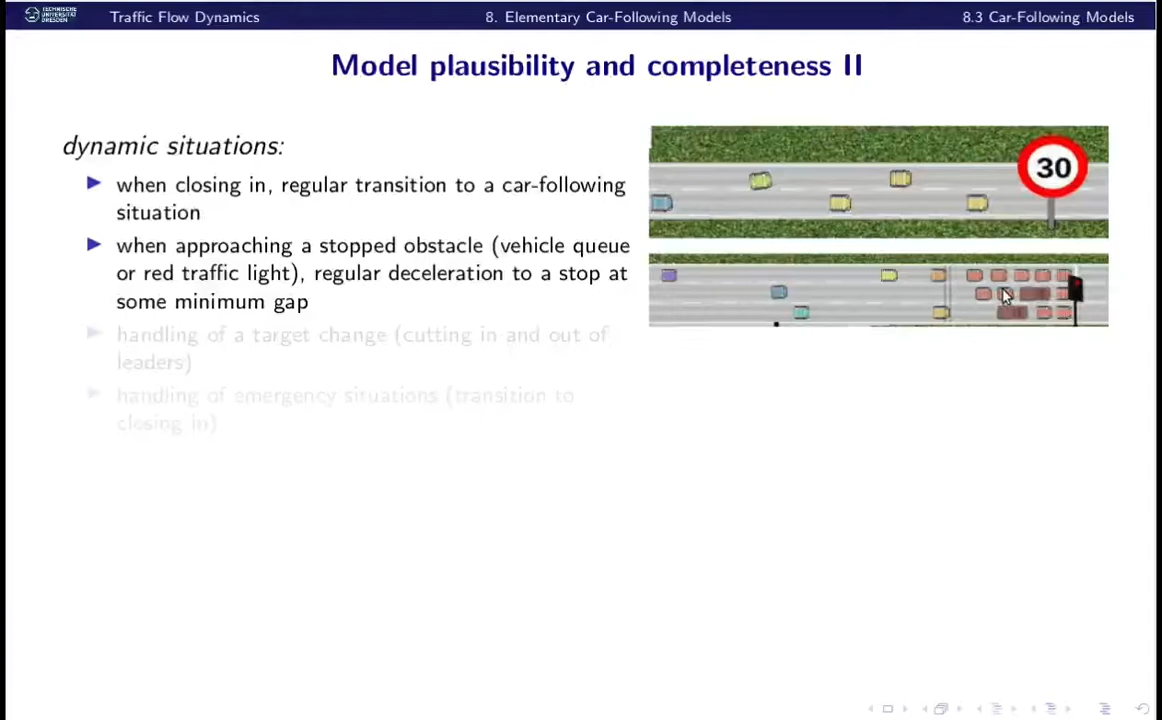 TECHNISCHE
UNIVERSITÄT
DRESDEN
Traffic Flow Dynamics
8. Elementary Car-Following Models
8.3 Car-Following Models
Model plausibility and completeness II
dynamic situations:
when closing in, regular transition to a car-following
situation
when approaching a stopped obstacle (vehicle queue
or red traffic light), regular deceleration to a stop at
some minimum gap
handling of a target change (cutting in and out of
leaders)
handling of emergency situations (transition to
closing in)
30